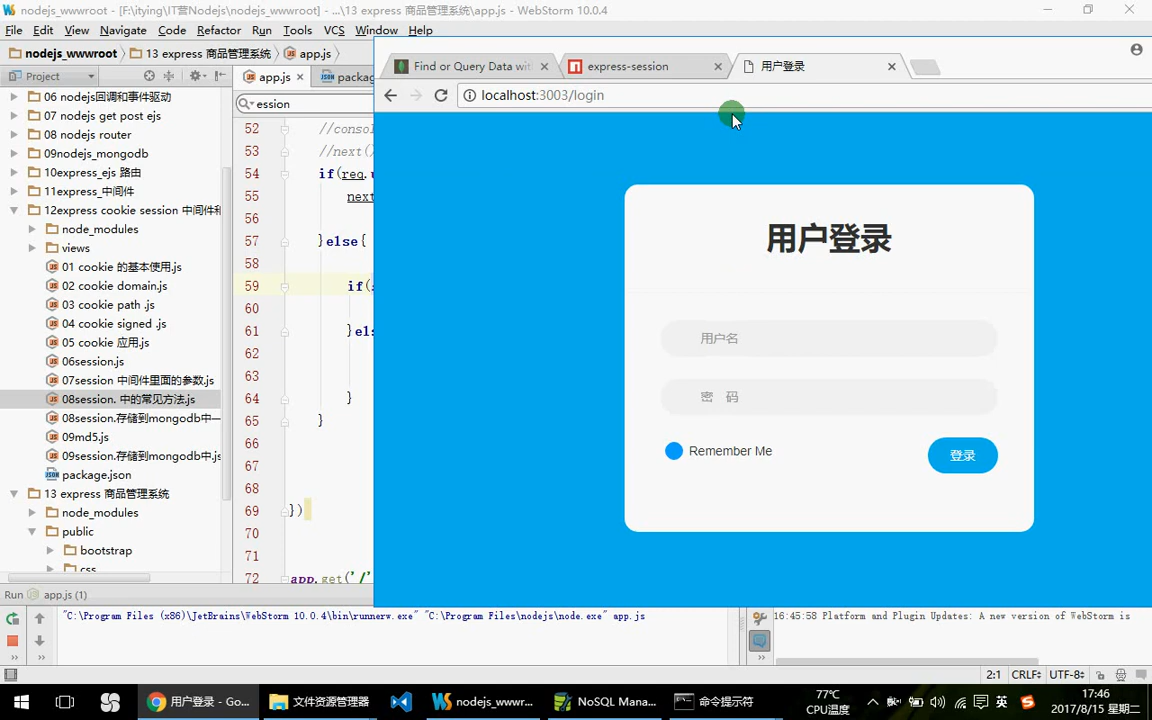 nodejs_wwwroot - [F:\itying\IT营Nodejs\nodejs_wwwroot] - ...\13 express 商品管理系统\app.js - WebStorm 10.0.4
File Edit View Navigate Code Refactor Run Tools VCS Window Help
nodejs_wwwroot 13 express 商品管理系统 app.js
Project
app.js
packag
ession
06 nodejs回调和事件驱动
07 nodejs get post ejs
08 nodejs router
09nodejs_mongodb
10express_ejs 路由
11express_中间件
12express cookie session 中间件和
node_modules
views
01 cookie 的基本使用.js
02 cookie domain.js
03 cookie path .js
04 cookie signed .js
05 cookie 应用.js
06session.js
07session 中间件里面的参数.js
08session. 中的常见方法.js
08session.存储到mongodb中—
09md5.js
09session.存储到mongodb中.js
package.json
13 express 商品管理系统
node_modules
public
bootstrap
css
52 //consol
53 //next()
54 if(req.u
55 next
56
57 }else{
58
59 if(
60
61 }els
62
63
64 }
65 }
66
67
68
69 })
70
71
72 app.get('/'
Find or Query Data wit
express-session
用户登录
localhost:3003/login
用户登录
用户名
密 码
Remember Me
登录
Run app.js (1)
"C:\Program Files (x86)\JetBrains\WebStorm 10.0.4\bin\runnerw.exe" "C:\Program Files\nodejs\node.exe" app.js
16:45:58 Platform and Plugin Updates: A new version of WebStorm is
2:1 CRLF UTF-8
用户登录 - Go...
文件资源管理器
nodejs_wwwr...
NoSQL Mana...
命令提示符
77℃
CPU温度
英
17:46
2017/8/15 星期二